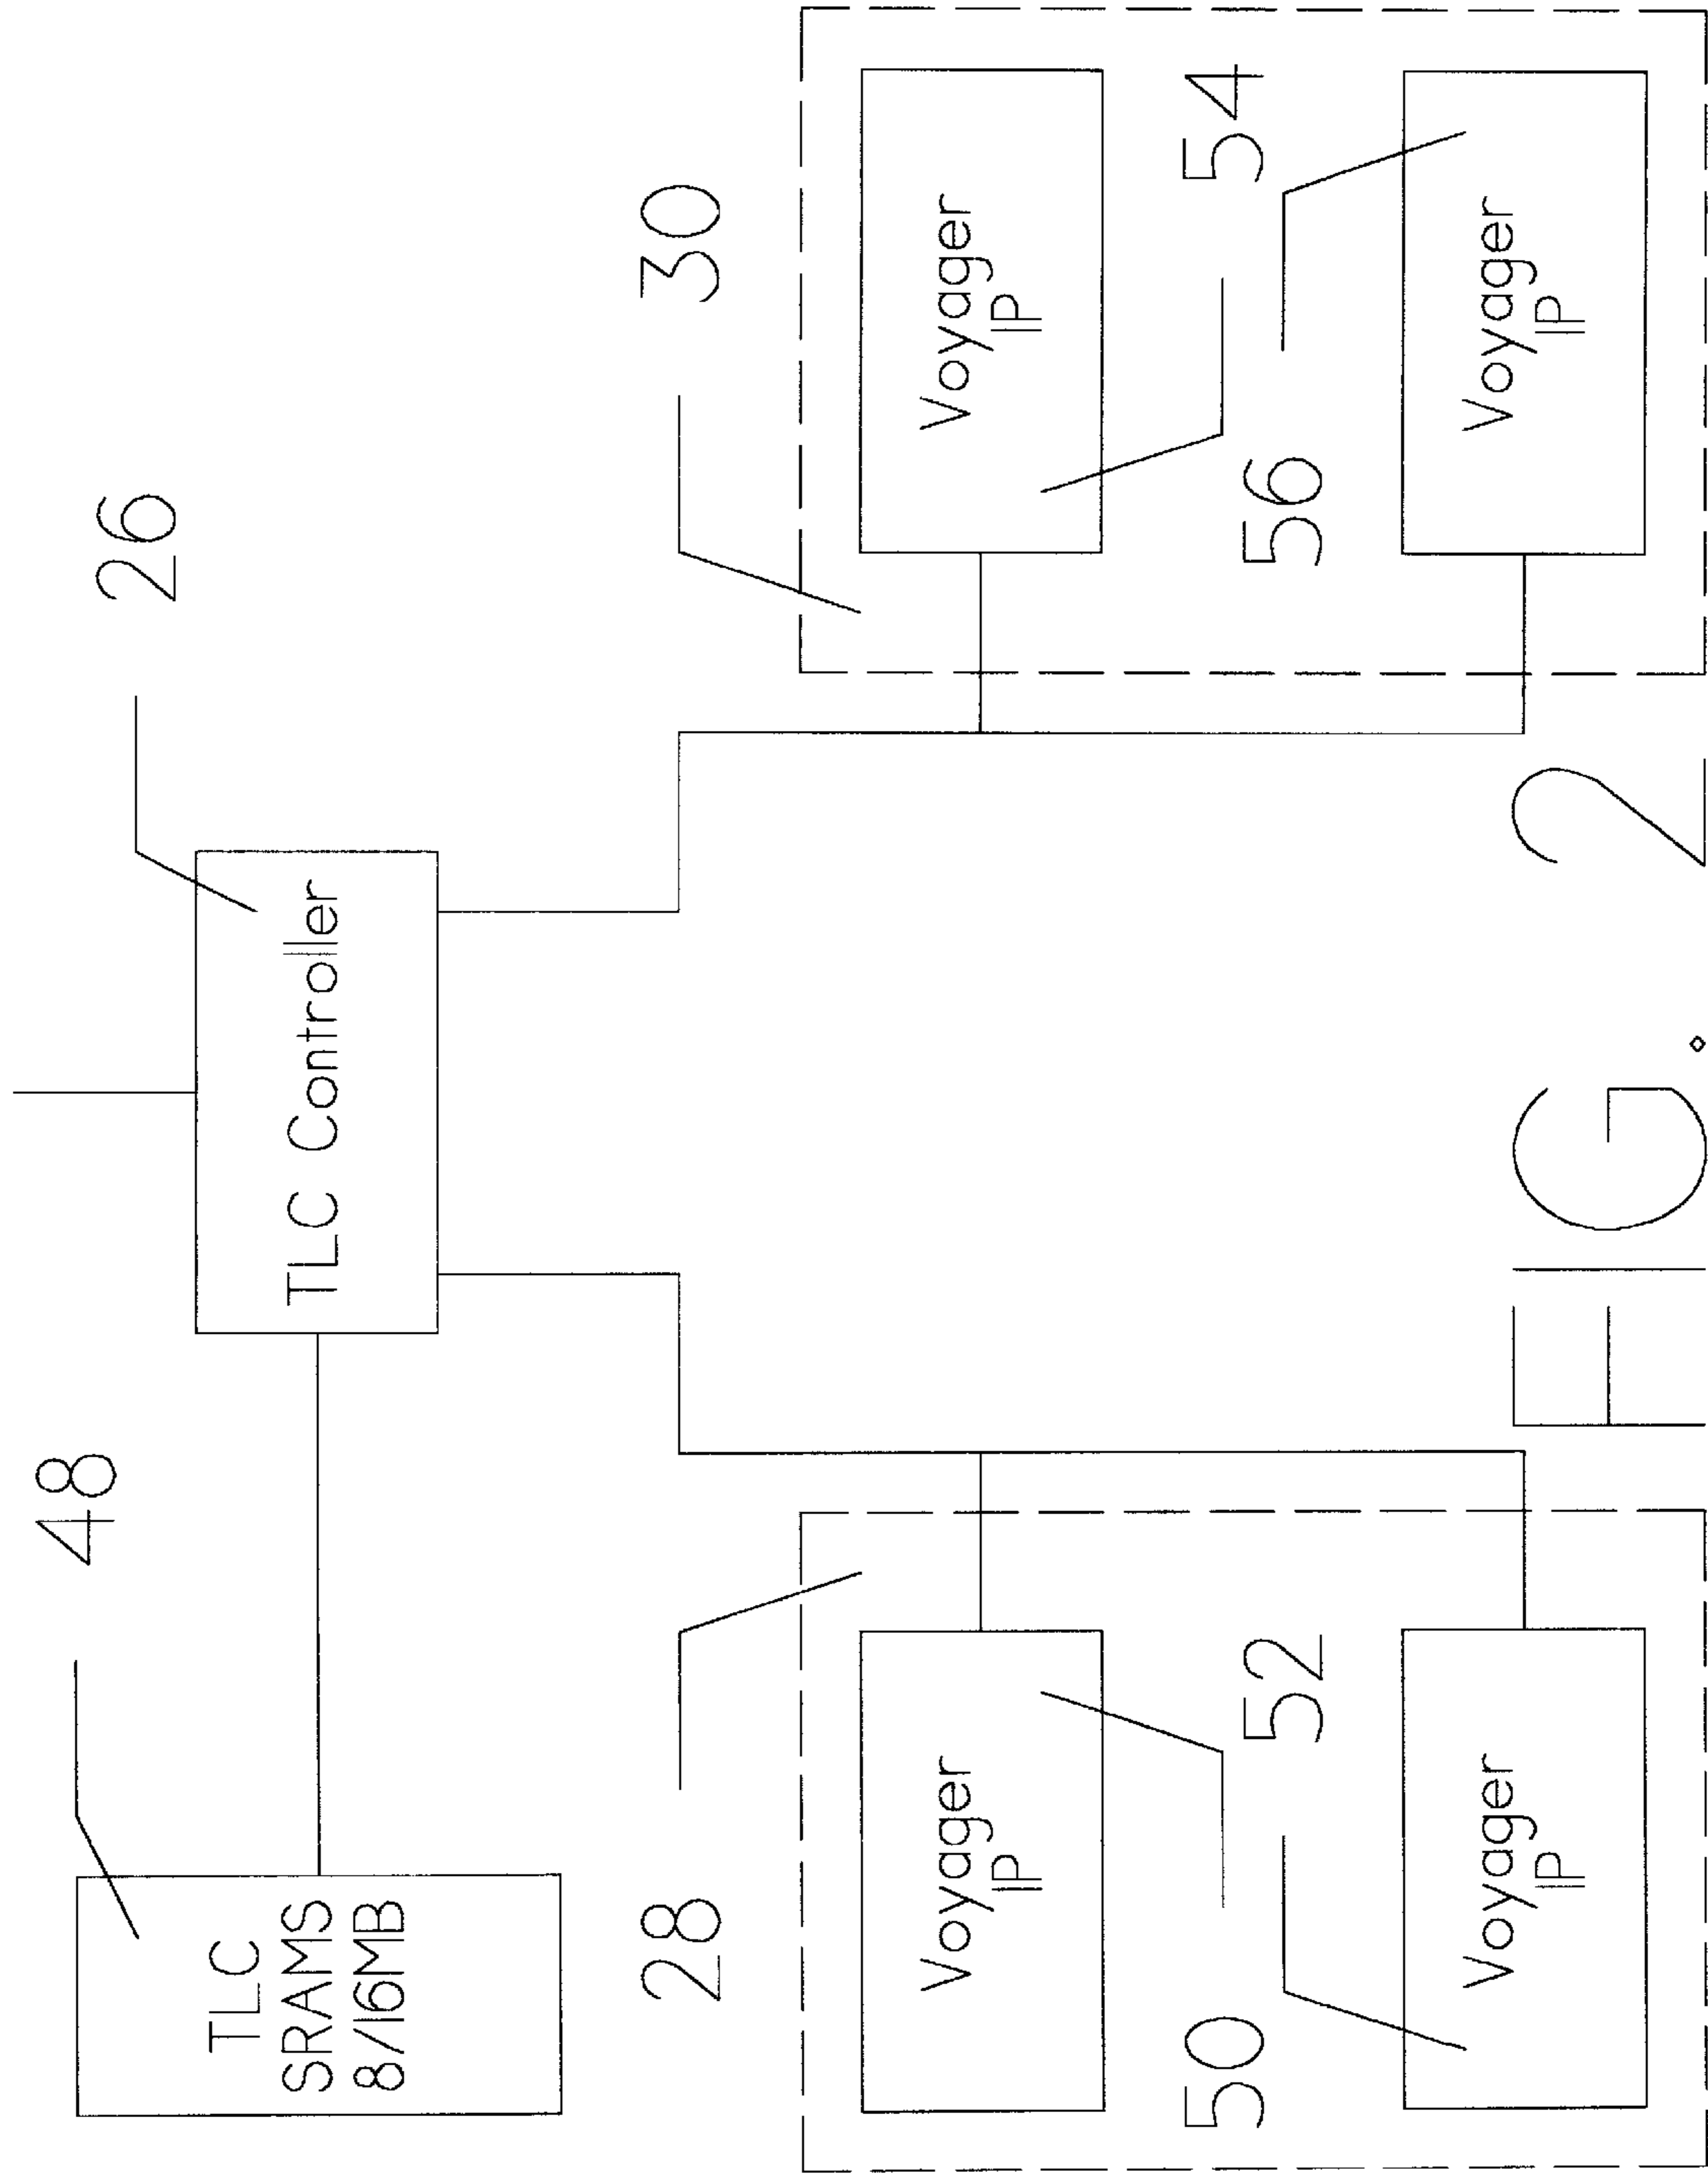 48
26
TLC
SRAMS
8/16MB
TLC Controller
28
30
Voyager
IP
Voyager
IP
50
52
56
54
Voyager
IP
Voyager
IP
FIG. 2